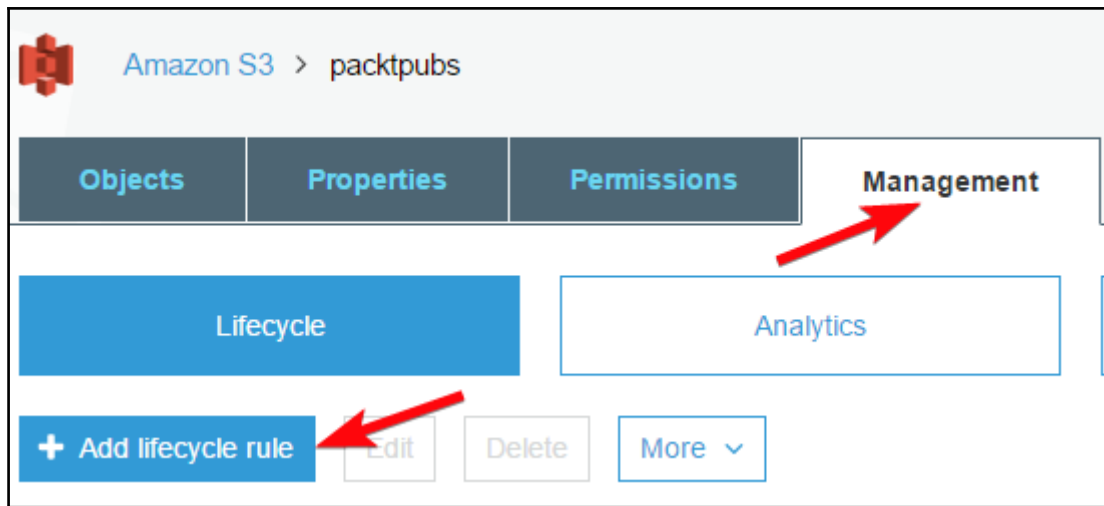 Amazon S3 > packtpubs
Objects Properties Permissions Management
Lifecycle Analytics
+ Add lifecycle rule Edit Delete More